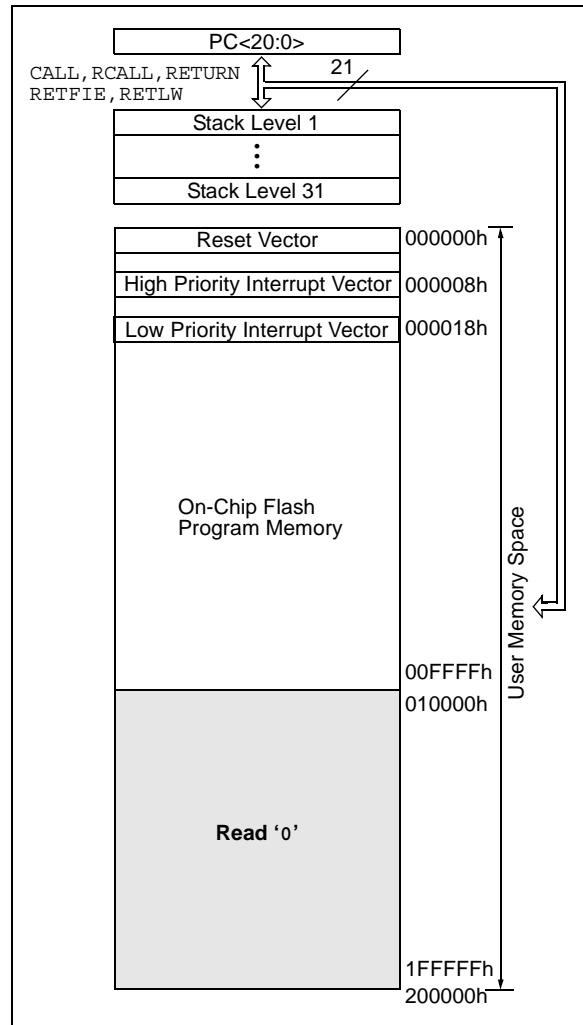 PC<20:0>
CALL,RCALL,RETURN
RETFIE,RETLW
21
Stack Level 1
Stack Level 31
Reset Vector
000000h
High Priority Interrupt Vector
000008h
Low Priority Interrupt Vector
000018h
On-Chip Flash
Program Memory
User Memory Space
00FFFFh
010000h
Read ‘0’
1FFFFFh
200000h